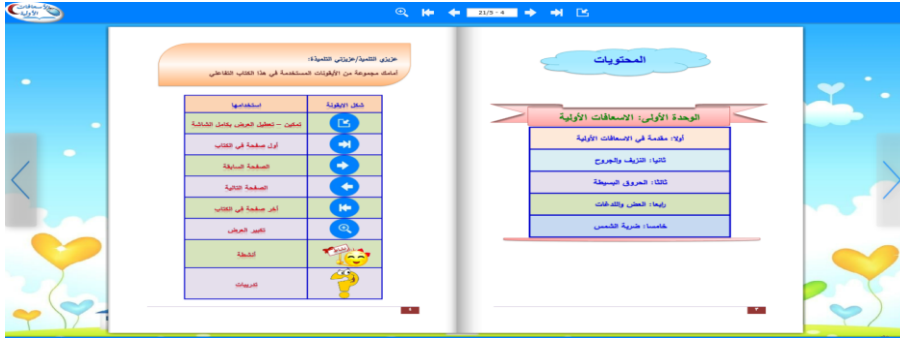 الأسعافات
الأولية
21/5 - 4
المحتويات
الوحدة الأولى: الاسعافات الأولية
أولا: مقدمة في الاسعافات الأولية
ثانيا: النزيف والجروح
ثالثا: الحروق البسيطة
رابعا: العض واللدغات
خامسا: ضربة الشمس
عزيزي التلميذ/عزيزتي التلميذة:
أمامك مجموعة من الأيقونات المستخدمة في هذا الكتاب التفاعلي
شكل الايقونة استخدامها
تمكين – تعطيل العرض بكامل الشاشة
أول صفحة في الكتاب
الصفحة السابقة
الصفحة التالية
آخر صفحة في الكتاب
تكبير العرض
أنشطة
تدريبات